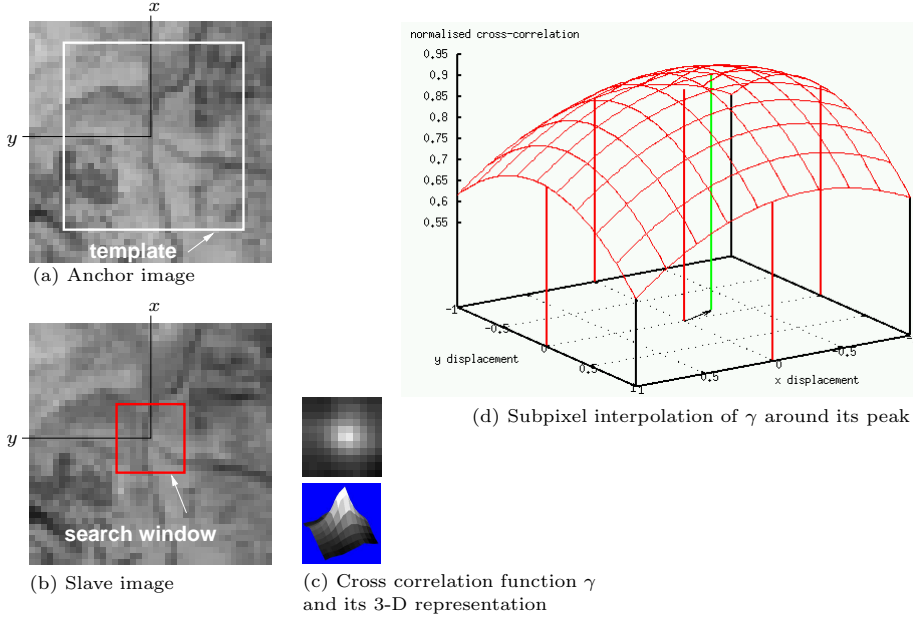 x
y
template
(a) Anchor image
x
y
search window
(b) Slave image
(c) Cross correlation function γ
and its 3-D representation
normalised cross-correlation
0.95
0.9
0.85
0.8
0.75
0.7
0.65
0.6
0.55
-1
-0.5
0
0.5
1
y displacement
1
0.5
0
-0.5
x displacement
(d) Subpixel interpolation of γ around its peak